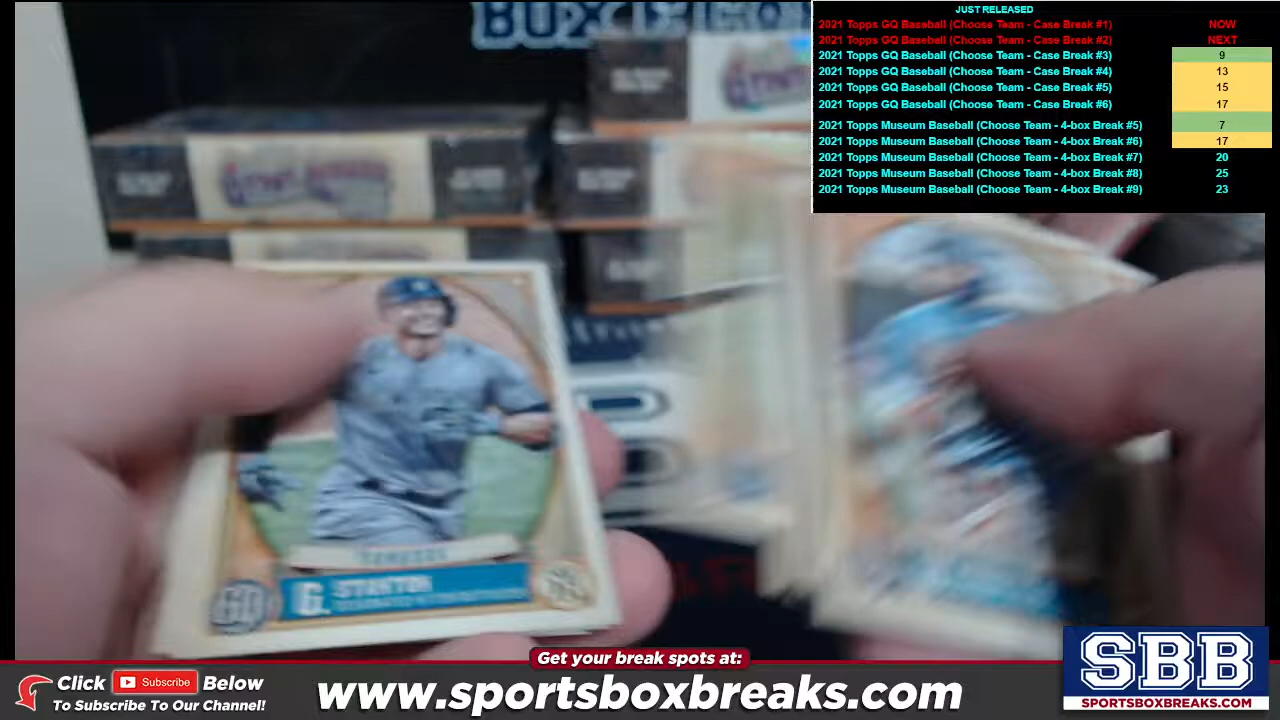 JUST RELEASED
2021 Topps GQ Baseball (Choose Team - Case Break #1) NOW
2021 Topps GQ Baseball (Choose Team - Case Break #2) NEXT
2021 Topps GQ Baseball (Choose Team - Case Break #3) 9
2021 Topps GQ Baseball (Choose Team - Case Break #4) 13
2021 Topps GQ Baseball (Choose Team - Case Break #5) 15
2021 Topps GQ Baseball (Choose Team - Case Break #6) 17
2021 Topps Museum Baseball (Choose Team - 4-box Break #5) 7
2021 Topps Museum Baseball (Choose Team - 4-box Break #6) 17
2021 Topps Museum Baseball (Choose Team - 4-box Break #7) 20
2021 Topps Museum Baseball (Choose Team - 4-box Break #8) 25
2021 Topps Museum Baseball (Choose Team - 4-box Break #9) 23
G. STANTON
GQ
Get your break spots at:
Click Subscribe Below
To Subscribe To Our Channel!
www.sportsboxbreaks.com
SBB
SPORTSBOXBREAKS.COM